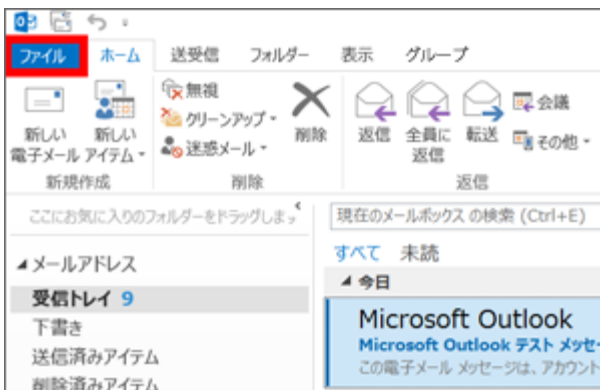 ファイル ホーム 送受信 フォルダー 表示 グループ
新しい
電子メール
新しい
アイテム
無視
クリーンアップ
迷惑メール
削除
返信
全員に
返信
転送
会議
その他
新規作成 削除 返信
ここにお気に入りのフォルダーをドラッグしま
現在のメールボックス の検索 (Ctrl+E)
すべて 未読
メールアドレス
受信トレイ 9
下書き
送信済みアイテム
削除済みアイテム
今日
Microsoft Outlook
Microsoft Outlook テスト メッセー
この電子メール メッセージは、アカウント